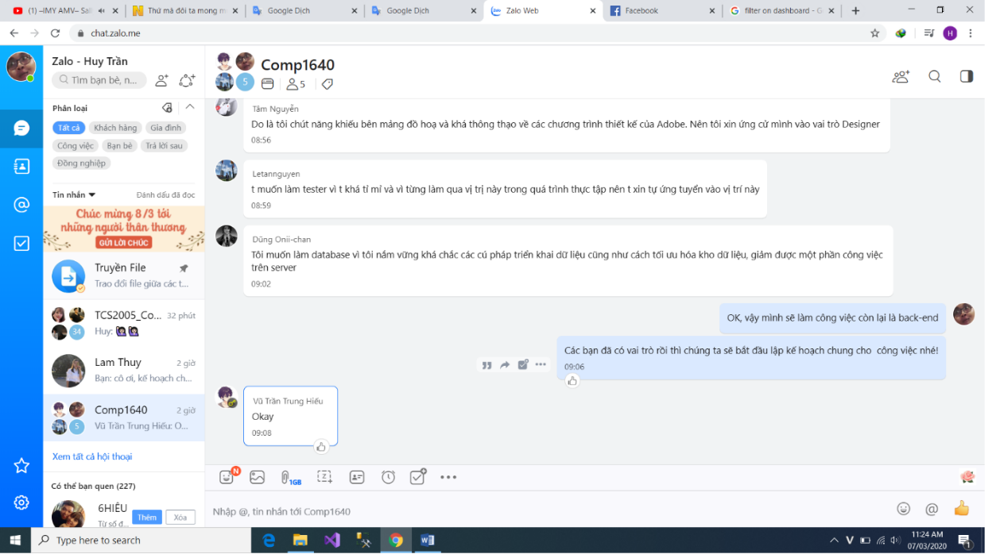 (1) –IMY AMV– Sal
Thứ mà đôi ta mong m
Google Dịch
Google Dịch
Zalo Web
Facebook
filter on dashboard - G
chat.zalo.me
H
Zalo - Huy Trần
Tìm bạn bè, n...
Comp1640
5
5
Phân loại
Tất cả
Khách hàng
Gia đình
Công việc
Bạn bè
Trả lời sau
Đồng nghiệp
Tin nhắn
Đánh dấu đã đọc
Chúc mừng 8/3 tới
những người thân thương
GỬI LỜI CHÚC
Truyền File
Trao đổi file giữa các t...
TCS2005_Co...
32 phút
34
Huy:
Lam Thuy
2 giờ
Bạn: cô ơi, kế hoạch ch...
Comp1640
2 giờ
5
Vũ Trần Trung Hiếu: O...
Xem tất cả hội thoại
Có thể bạn quen (227)
6HIẾU
Từ số đ...
Thêm
Xóa
Tâm Nguyễn
Do là tôi chút năng khiếu bên mảng đồ hoạ và khá thông thạo về các chương trình thiết kế của Adobe. Nên tôi xin ứng cử mình vào vai trò Designer
08:56
Letannguyen
t muốn làm tester vì t khá tỉ mỉ và vì từng làm qua vị trị này trong quá trình thực tập nên t xin tự ứng tuyển vào vị trí này
08:59
Dũng Onii-chan
Tôi muốn làm database vì tôi nắm vững khá chắc các cú pháp triển khai dữ liệu cũng như cách tối ưu hóa kho dữ liệu, giảm được một phần công việc
trên server
09:02
OK, vậy mình sẽ làm công việc còn lại là back-end
Các bạn đã có vai trò rồi thì chúng ta sẽ bắt đầu lập kế hoạch chung cho công việc nhé!
09:06
Vũ Trần Trung Hiếu
Okay
09:08
N
1GB
Nhập @, tin nhắn tới Comp1640
Type here to search
11:24 AM
07/03/2020
1